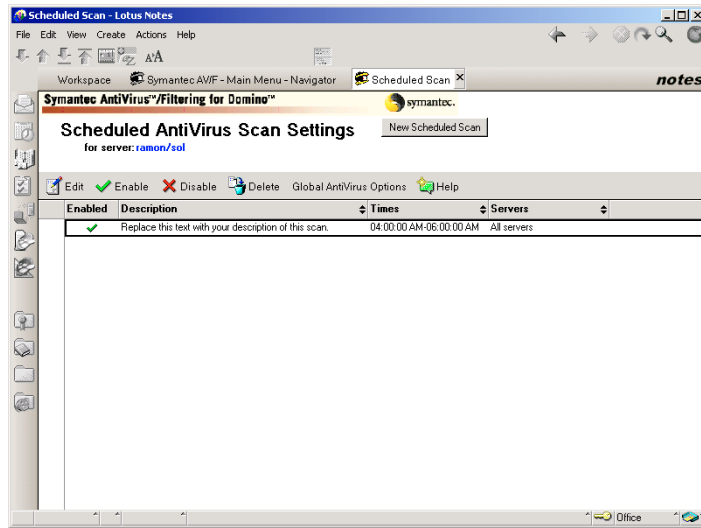 Scheduled Scan - Lotus Notes
File Edit View Create Actions Help
Workspace Symantec AV/F - Main Menu - Navigator Scheduled Scan notes
Symantec AntiVirus™/Filtering for Domino™ symantec.
Scheduled AntiVirus Scan Settings New Scheduled Scan
for server: ramon/sol
Edit Enable Disable Delete Global AntiVirus Options Help
Enabled Description Times Servers
Replace this text with your description of this scan. 04:00:00 AM-06:00:00 AM All servers
Office